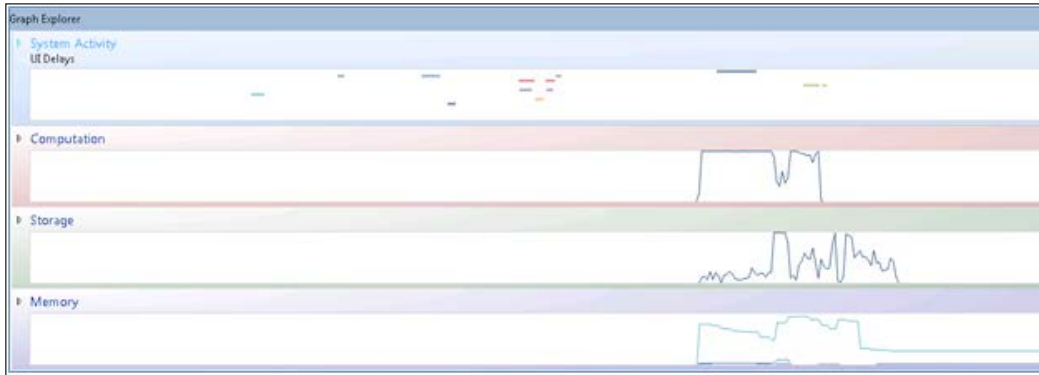 Graph Explorer
System Activity
UI Delays
Computation
Storage
Memory